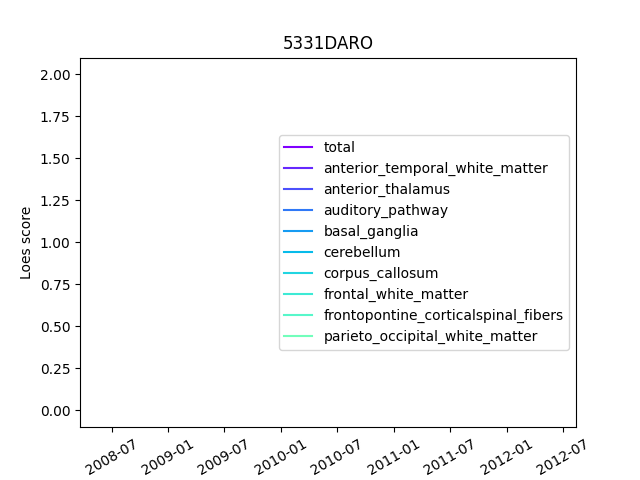 5331DARO
2.00
1.75
1.50
1.25
1.00
0.75
0.50
0.25
0.00
Loes score
total
anterior_temporal_white_matter
anterior_thalamus
auditory_pathway
basal_ganglia
cerebellum
corpus_callosum
frontal_white_matter
frontopontine_corticalspinal_fibers
parieto_occipital_white_matter
2008-07 2009-01 2009-07 2010-01 2010-07 2011-01 2011-07 2012-01 2012-07